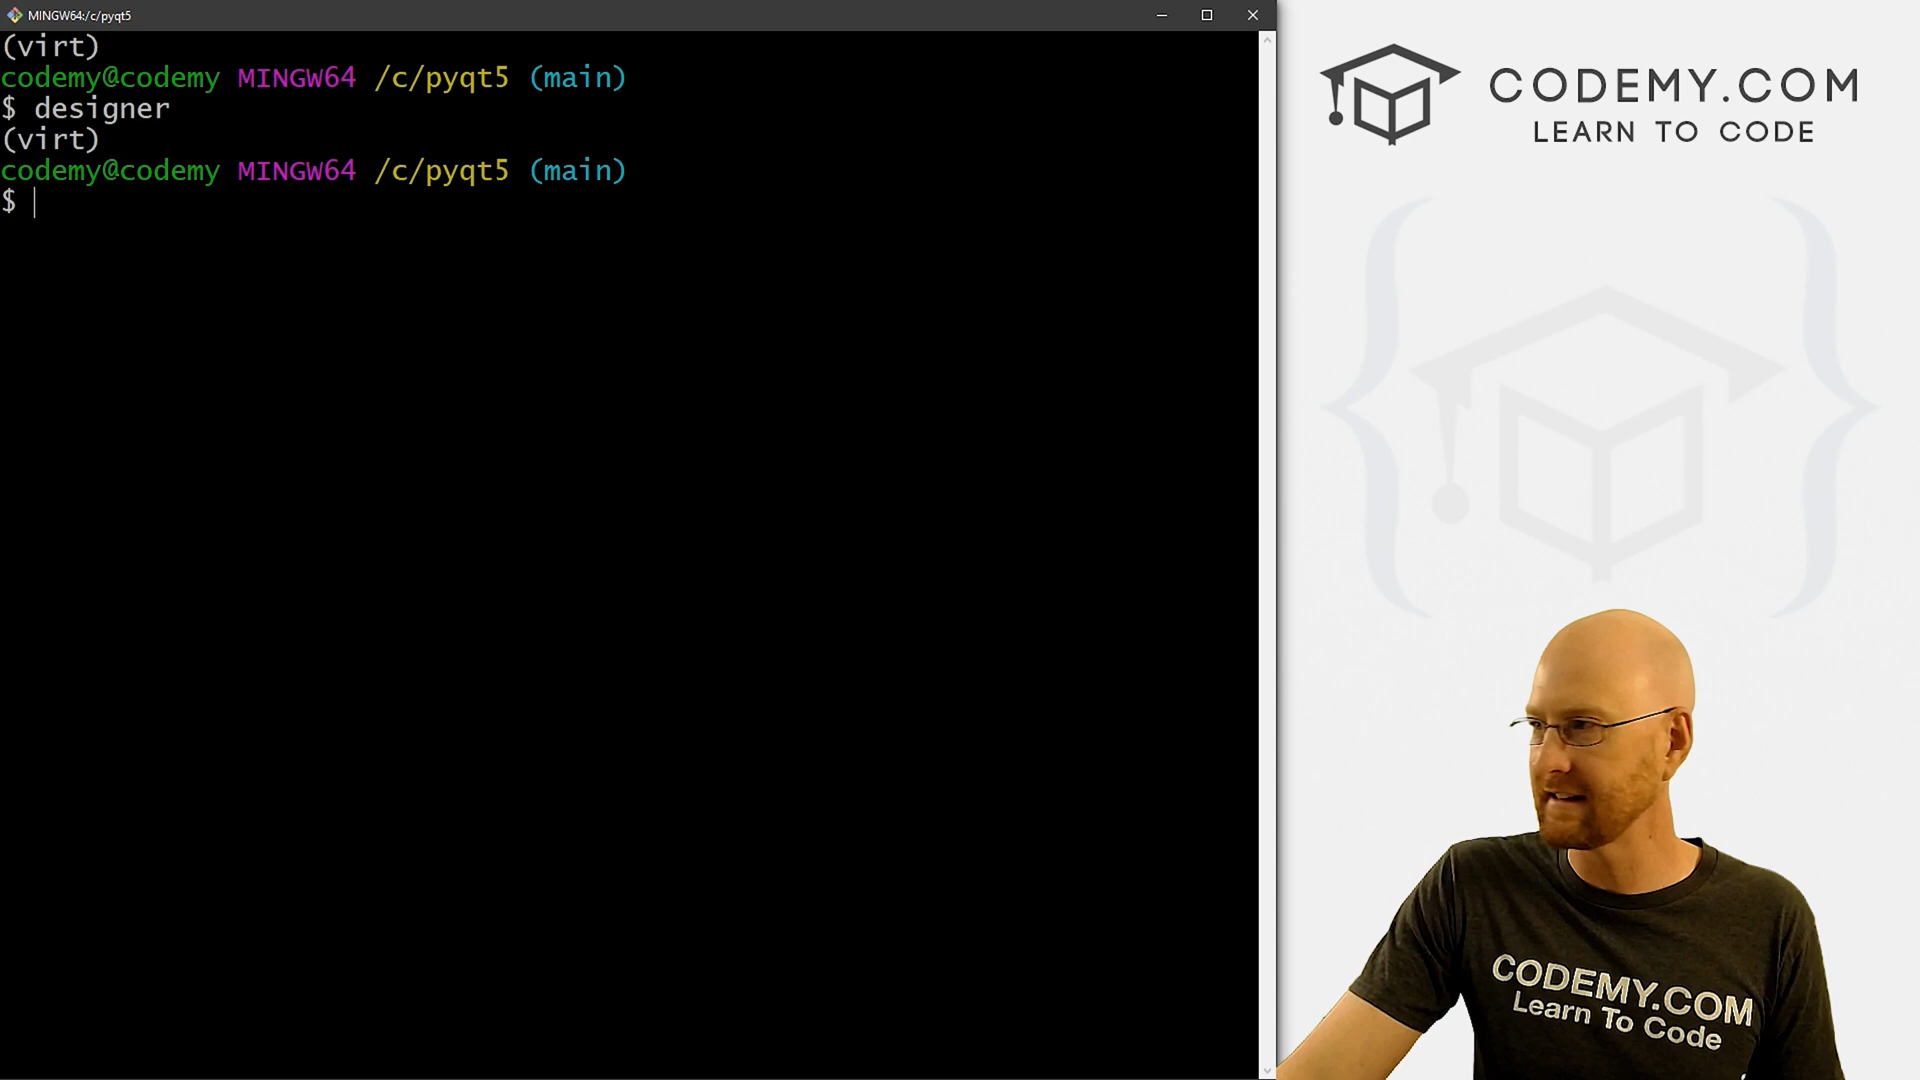 MINGW64:/c/pyqt5
(virt)
codemy@codemy MINGW64 /c/pyqt5 (main)
$ designer
(virt)
codemy@codemy MINGW64 /c/pyqt5 (main)
$
CODEMY.COM
LEARN TO CODE
CODEMY.COM
Learn To Code